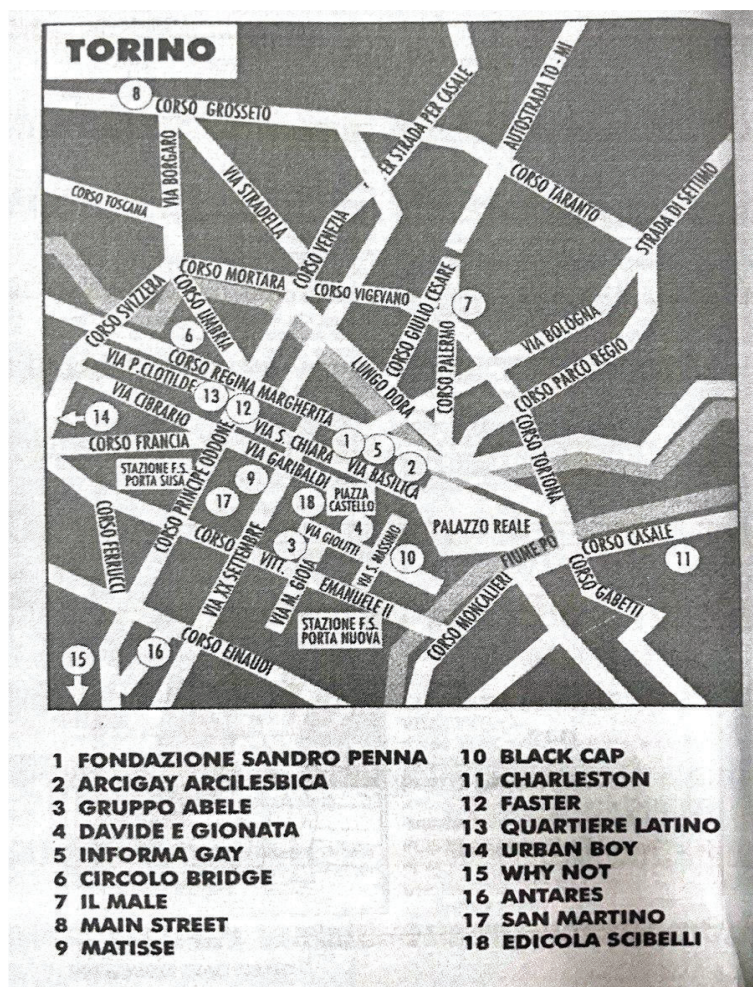 TORINO
8
CORSO GROSSETO
VIA BORGARO
VIA STRADELLA
CORSO TOSCANA
PER STRADA PER CASALE
AUTOSTRADA TO - MI
CORSO TARANTO
STRADA DI SETTIMO
CORSO VENEZIA
CORSO MORTARA
CORSO VIGEVANO
CORSO GIULIO CESARE
7
CORSO SVIZZERA
CORSO UMBRIA
6
CORSO REGINA MARGHERITA
LUNGO DORA
CORSO PALERMO
VIA BOLOGNA
CORSO PARCO REGIO
VIA P.CLOTILDE
13
12
VIA CIBRARIO
14
VIA S. CHIARA
1
5
2
VIA BASILICA
CORSO TORTONA
CORSO FRANCIA
VIA GARIBALDI
STAZIONE F.S.
PORTA SUSA
CORSO PRINCIPE ODDONE
9
17
18
PIAZZA
CASTELLO
4
PALAZZO REALE
CORSO FERRUCCI
CORSO VITT. EMANUELE II
VIA XX SETTEMBRE
3
VIA GIOLITTI
VIA S. MASSIMO
10
FIUME PO
CORSO CASALE
11
VIA M. GIOIA
CORSO MONCALIERI
CORSO GABETTI
STAZIONE F.S.
PORTA NUOVA
15
16
CORSO EINAUDI
1 FONDAZIONE SANDRO PENNA
2 ARCIGAY ARCILESBICA
3 GRUPPO ABELE
4 DAVIDE E GIONATA
5 INFORMA GAY
6 CIRCOLO BRIDGE
7 IL MALE
8 MAIN STREET
9 MATISSE
10 BLACK CAP
11 CHARLESTON
12 FASTER
13 QUARTIERE LATINO
14 URBAN BOY
15 WHY NOT
16 ANTARES
17 SAN MARTINO
18 EDICOLA SCIBELLI